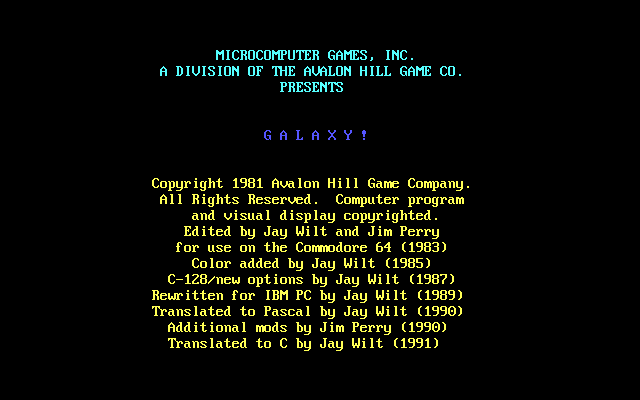 MICROCOMPUTER GAMES, INC.
A DIVISION OF THE AVALON HILL GAME CO.
PRESENTS
G A L A X Y !
Copyright 1981 Avalon Hill Game Company.
All Rights Reserved.  Computer program
and visual display copyrighted.
Edited by Jay Wilt and Jim Perry
for use on the Commodore 64 (1983)
Color added by Jay Wilt (1985)
C-128/new options by Jay Wilt (1987)
Rewritten for IBM PC by Jay Wilt (1989)
Translated to Pascal by Jay Wilt (1990)
Additional mods by Jim Perry (1990)
Translated to C by Jay Wilt (1991)